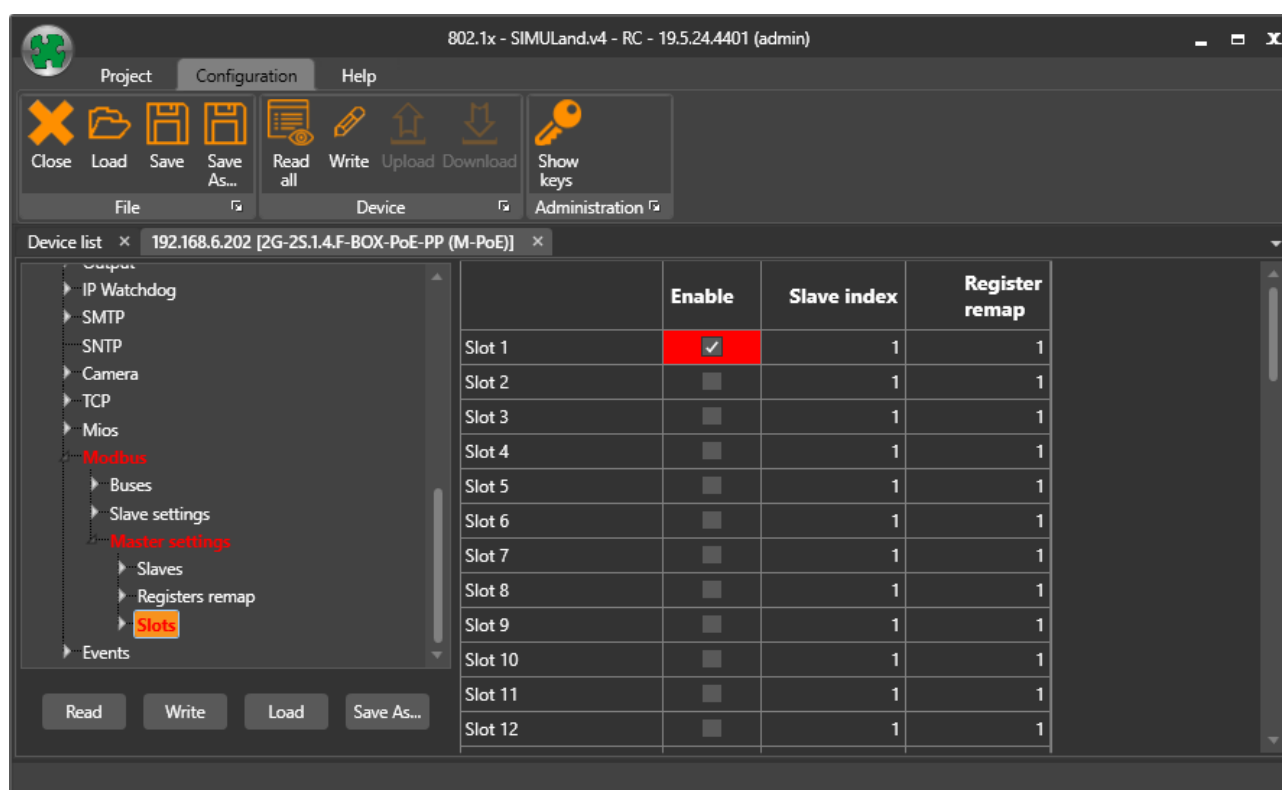 802.1x - SIMULand.v4 - RC - 19.5.24.4401 (admin)
Project Configuration Help
Close Load Save Save As... Read all Write Upload Download Show keys
File Device Administration
Device list × 192.168.6.202 [2G-2S.1.4.F-BOX-PoE-PP (M-PoE)] ×
Output
IP Watchdog
SMTP
SNTP
Camera
TCP
Mios
Modbus
Buses
Slave settings
Master settings
Slaves
Registers remap
Slots
Events
Read Write Load Save As...
Enable Slave index Register remap
Slot 1 1 1
Slot 2 1 1
Slot 3 1 1
Slot 4 1 1
Slot 5 1 1
Slot 6 1 1
Slot 7 1 1
Slot 8 1 1
Slot 9 1 1
Slot 10 1 1
Slot 11 1 1
Slot 12 1 1